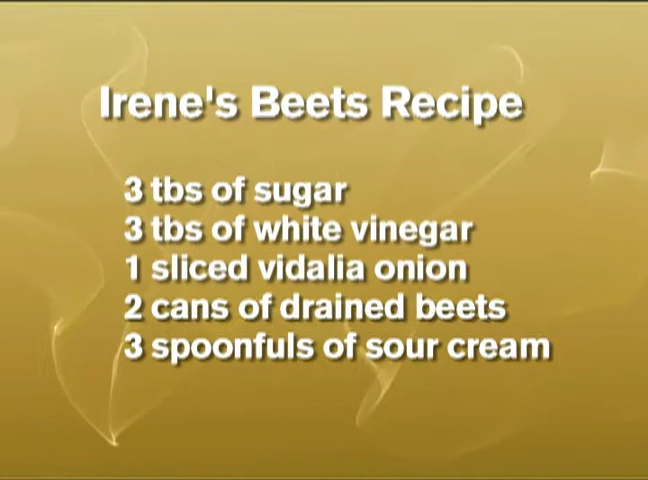 Irene's Beets Recipe
3 tbs of sugar
3 tbs of white vinegar
1 sliced vidalia onion
2 cans of drained beets
3 spoonfuls of sour cream